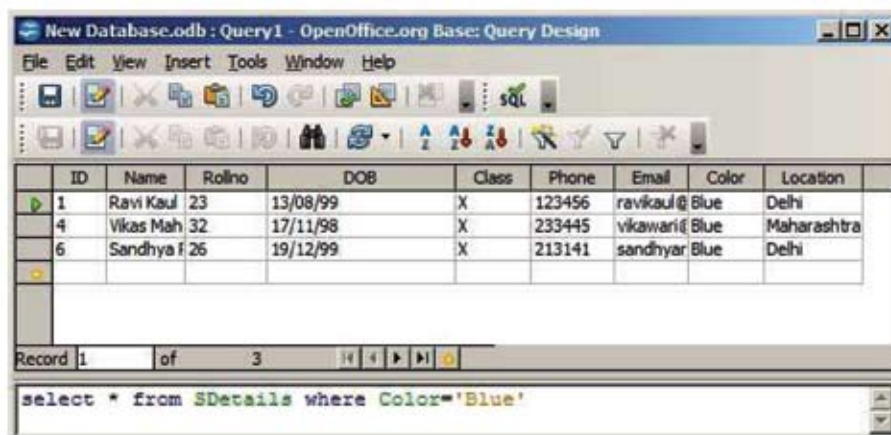 New Database.odb : Query1 - OpenOffice.org Base: Query Design
File Edit View Insert Tools Window Help
SQL
ID Name Rollno DOB Class Phone Email Color Location
1 Ravi Kaul 23 13/08/99 X 123456 ravikaul@ Blue Delhi
4 Vikas Mah 32 17/11/98 X 233445 vikawari@ Blue Maharashtra
6 Sandhya 26 19/12/99 X 213141 sandhyar Blue Delhi
Record 1 of 3
select * from SDetails where Color='Blue'